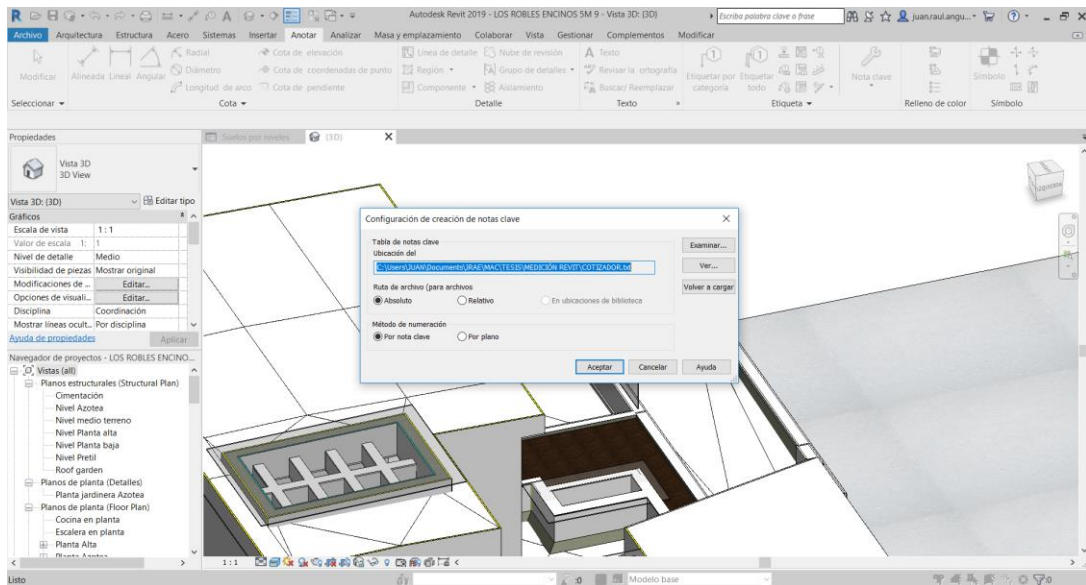 Autodesk Revit 2019 - LOS ROBLES ENCINOS 5M 9 - Vista 3D: {3D}
Escriba palabra clave o frase
juan.raul.angu...
Archivo Arquitectura Estructura Acero Sistemas Insertar Anotar Analizar Masa y emplazamiento Colaborar Vista Gestionar Complementos Modificar
Modificar
Alineada Lineal Angular
Radial
Diámetro
Longitud de arco
Cota de elevación
Cota de coordenadas de punto
Cota de pendiente
Línea de detalle
Región
Componente
Nube de revisión
Grupo de detalles
Aislamiento
A Texto
Revisar la ortografía
Buscar/ Reemplazar
Etiquetar por categoría
Etiquetar todo
Nota clave
Símbolo
Seleccionar Cota Detalle Texto Etiqueta Relleno de color Símbolo
Propiedades
Suelos por niveles
{3D}
Vista 3D
3D View
Vista 3D: {3D}
Editar tipo
Gráficos
Escala de vista 1 : 1
Valor de escala 1: 1
Nivel de detalle Medio
Visibilidad de piezas Mostrar original
Modificaciones de ... Editar...
Opciones de visuali... Editar...
Disciplina Coordinación
Mostrar líneas ocult... Por disciplina
Ayuda de propiedades Aplicar
Navegador de proyectos - LOS ROBLES ENCINO...
Vistas (all)
Planos estructurales (Structural Plan)
Cimentación
Nivel Azotea
Nivel medio terreno
Nivel Planta alta
Nivel Planta baja
Nivel Pretil
Roof garden
Planos de planta (Detalles)
Planta jardinera Azotea
Planos de planta (Floor Plan)
Cocina en planta
Escalera en planta
Planta Alta
Planta Azotea
Configuración de creación de notas clave
Tabla de notas clave
Ubicación del
C:\Users\JUAN\Documents\JRAE\MAC\TESIS\MEDICIÓN REVIT\COTIZADOR.txt
Examinar...
Ver...
Volver a cargar
Ruta de archivo (para archivos
Absoluto Relativo En ubicaciones de biblioteca
Método de numeración
Por nota clave Por plano
Aceptar Cancelar Ayuda
IZQUIERDA
1 : 1
Listo
:0
Modelo base
:0